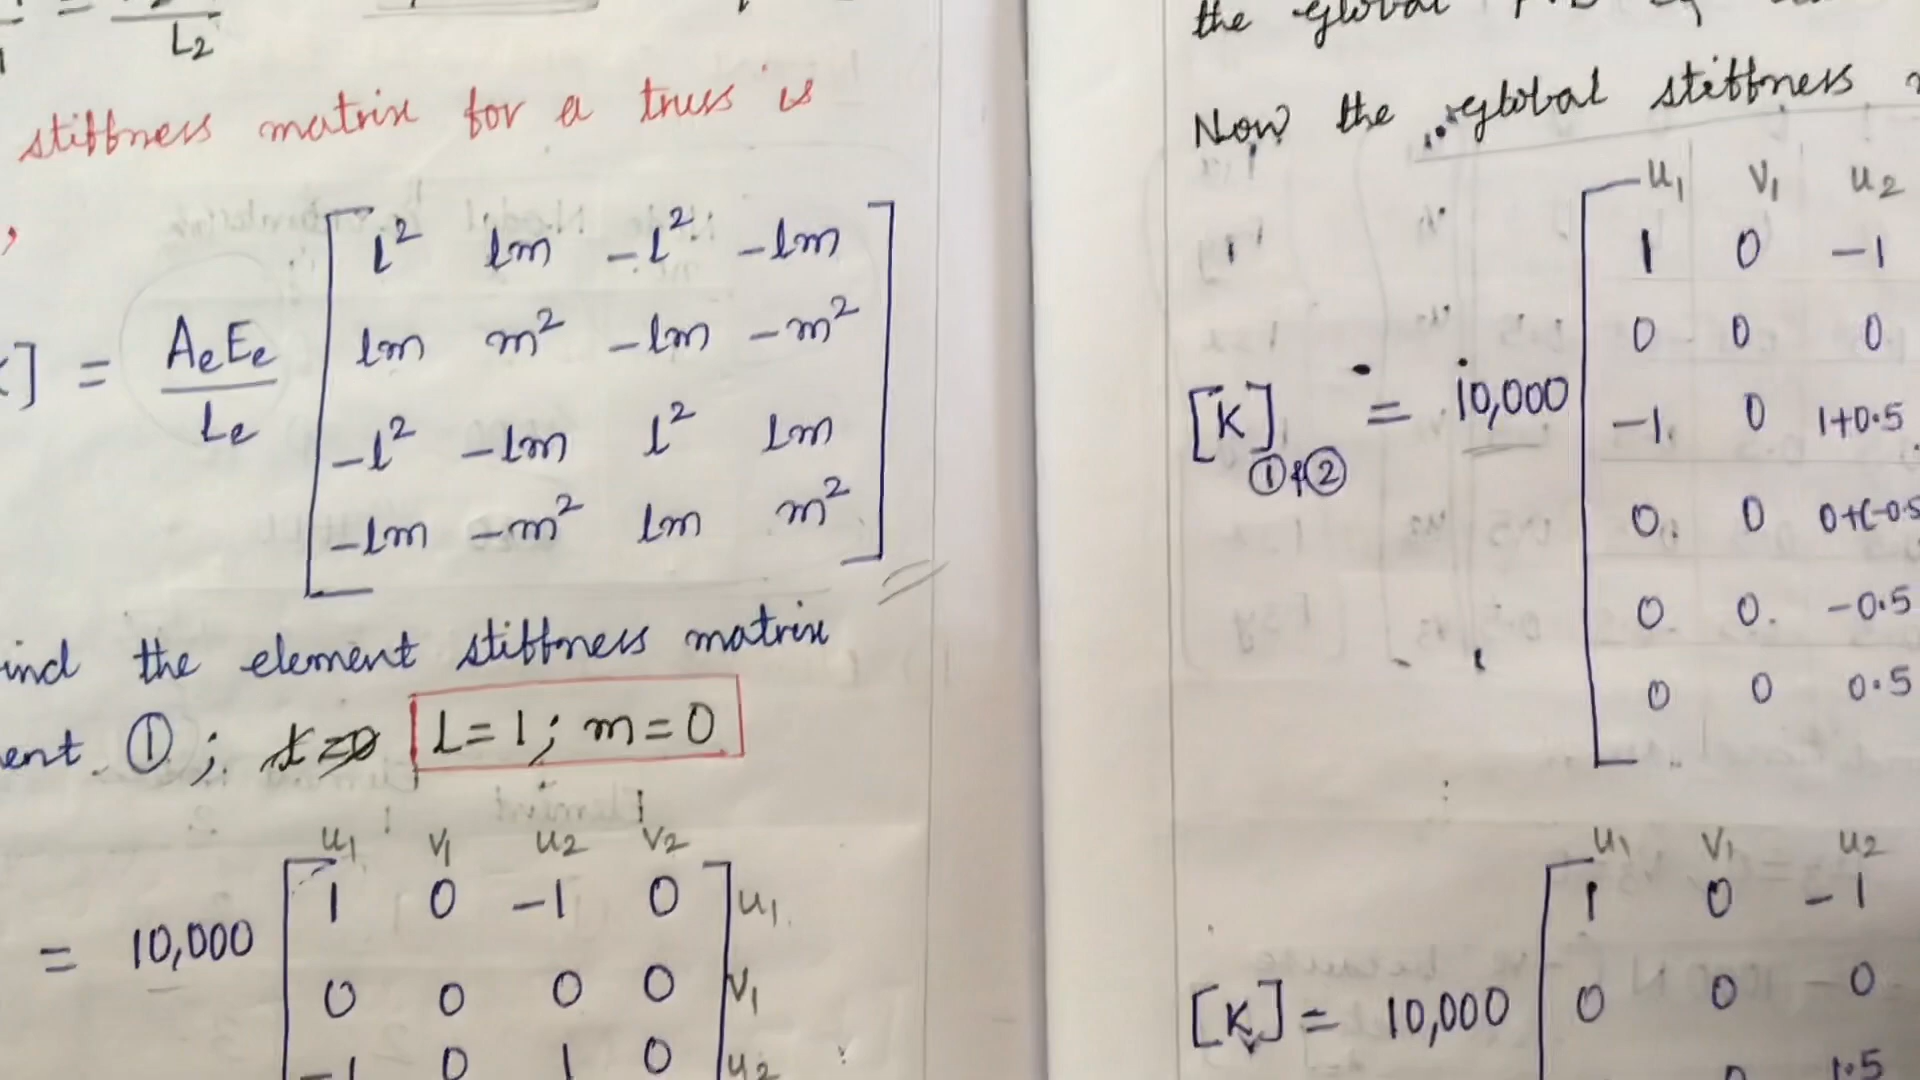 L2
stiffness matrix for a truss is
] = AeEe / Le
l² lm -l² -lm
lm m² -lm -m²
-l² -lm l² lm
-lm -m² lm m²
the element stiffness matrix
① ; L=1; m=0
u1 v1 u2 v2
= 10,000
1 0 -1 0 u1
0 0 0 0 v1
-1 0 1 0 u2
the global
Now the global stiffness
u1 v1 u2
[K]①&② = 10,000
1 0 -1
0 0 0
-1 0 1+0.5
0 0 0+(-0.5
0 0 -0.5
0 0 0.5
u1 v1 u2
[K] = 10,000
1 0 -1
0 0 0
0 1.5